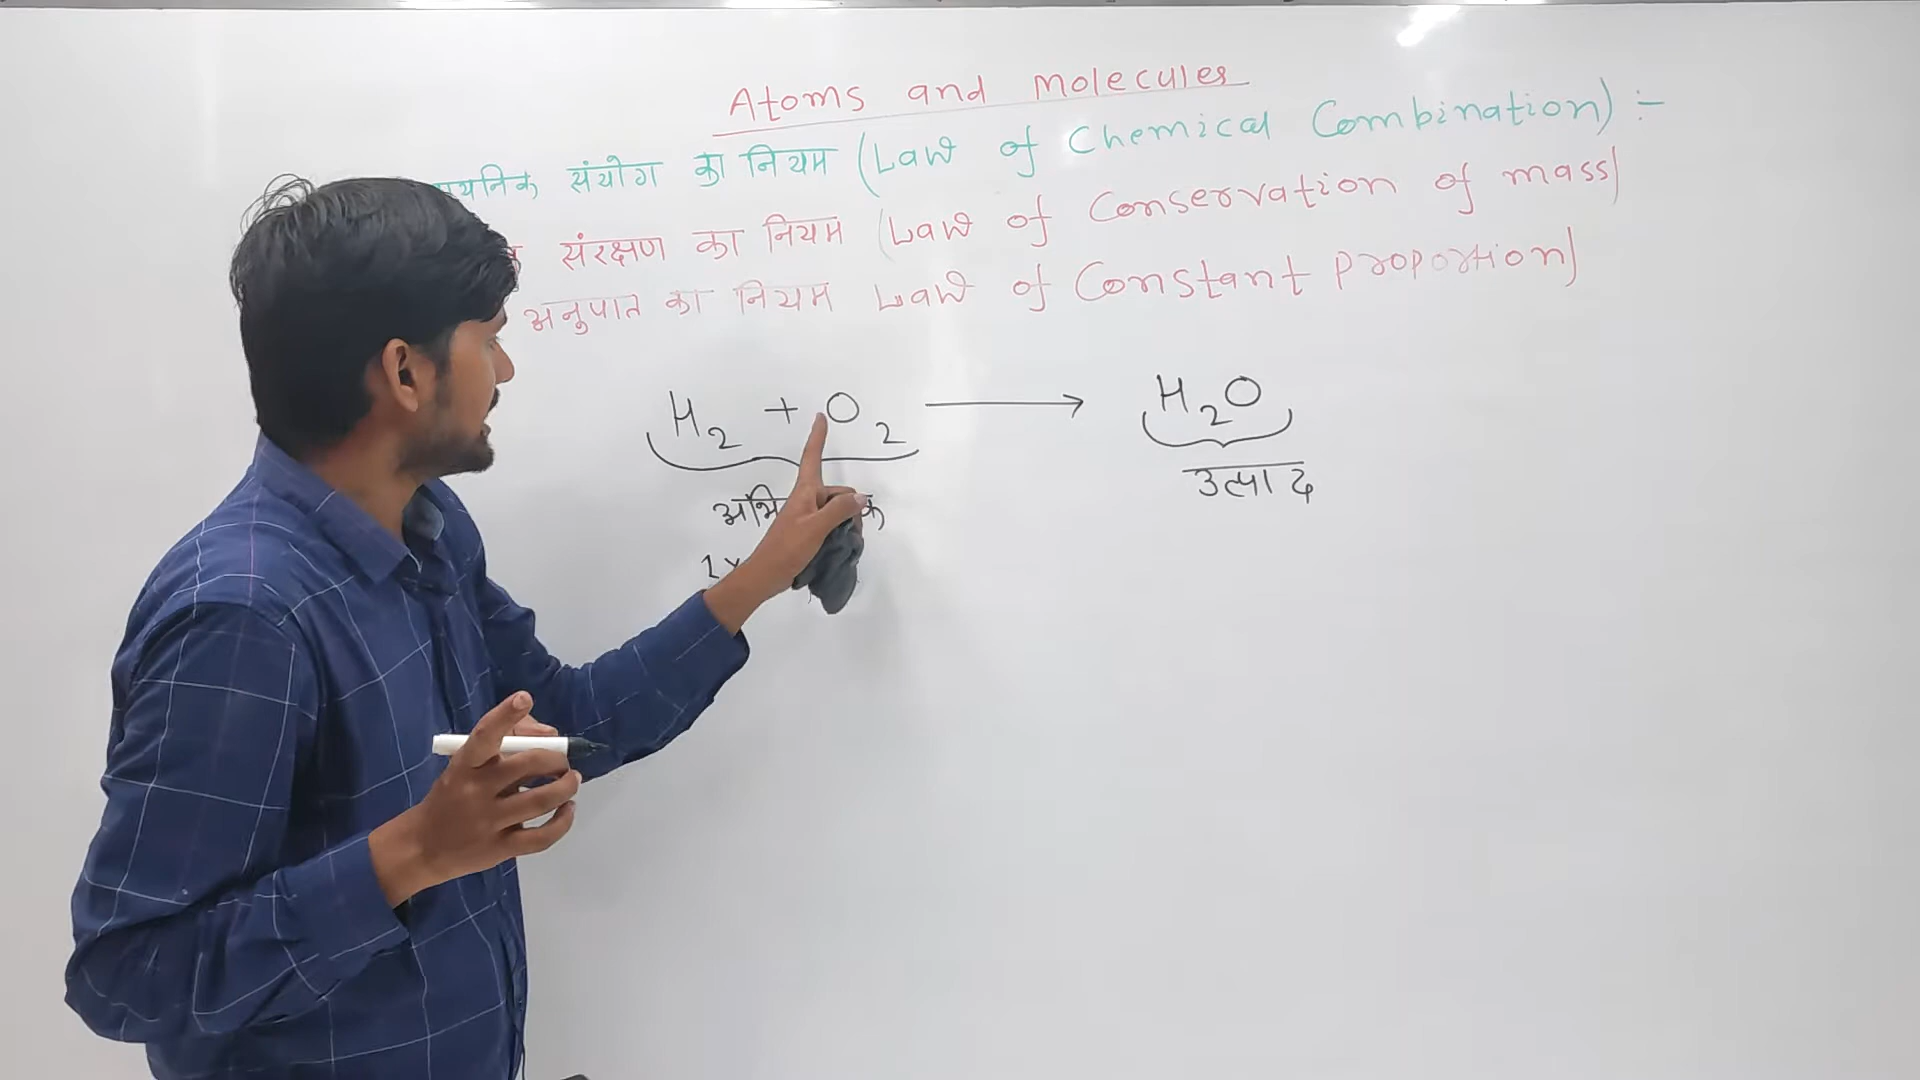 Atoms and molecules
संयोग का नियम (Law of Chemical Combination) :-
संरक्षण का नियम (Law of Conservation of mass)
अनुपात का नियम Law of Constant proportion)
H2 + O2 → H2O
उत्पाद